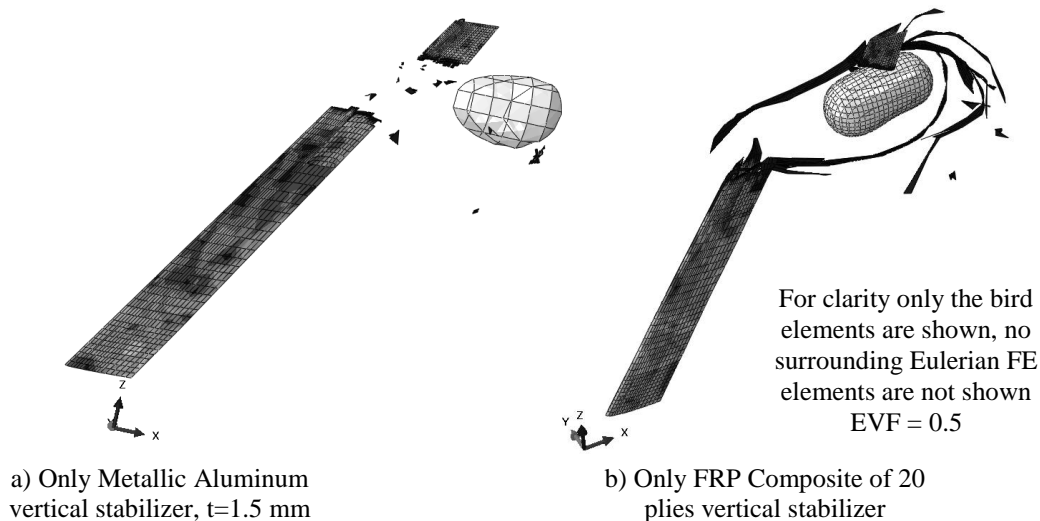 Z
X
Y Z
X
For clarity only the bird
elements are shown, no
surrounding Eulerian FE
elements are not shown
EVF = 0.5
a) Only Metallic Aluminum
vertical stabilizer, t=1.5 mm
b) Only FRP Composite of 20
plies vertical stabilizer